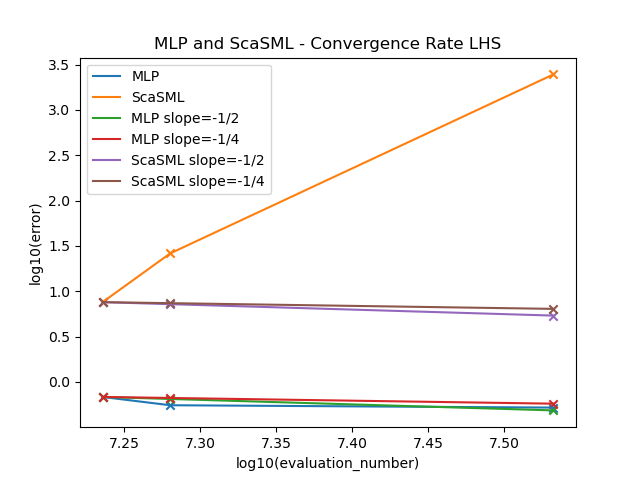 MLP and ScaSML - Convergence Rate LHS
MLP
ScaSML
MLP slope=-1/2
MLP slope=-1/4
ScaSML slope=-1/2
ScaSML slope=-1/4
log10(error)
3.5
3.0
2.5
2.0
1.5
1.0
0.5
0.0
7.25 7.30 7.35 7.40 7.45 7.50
log10(evaluation_number)